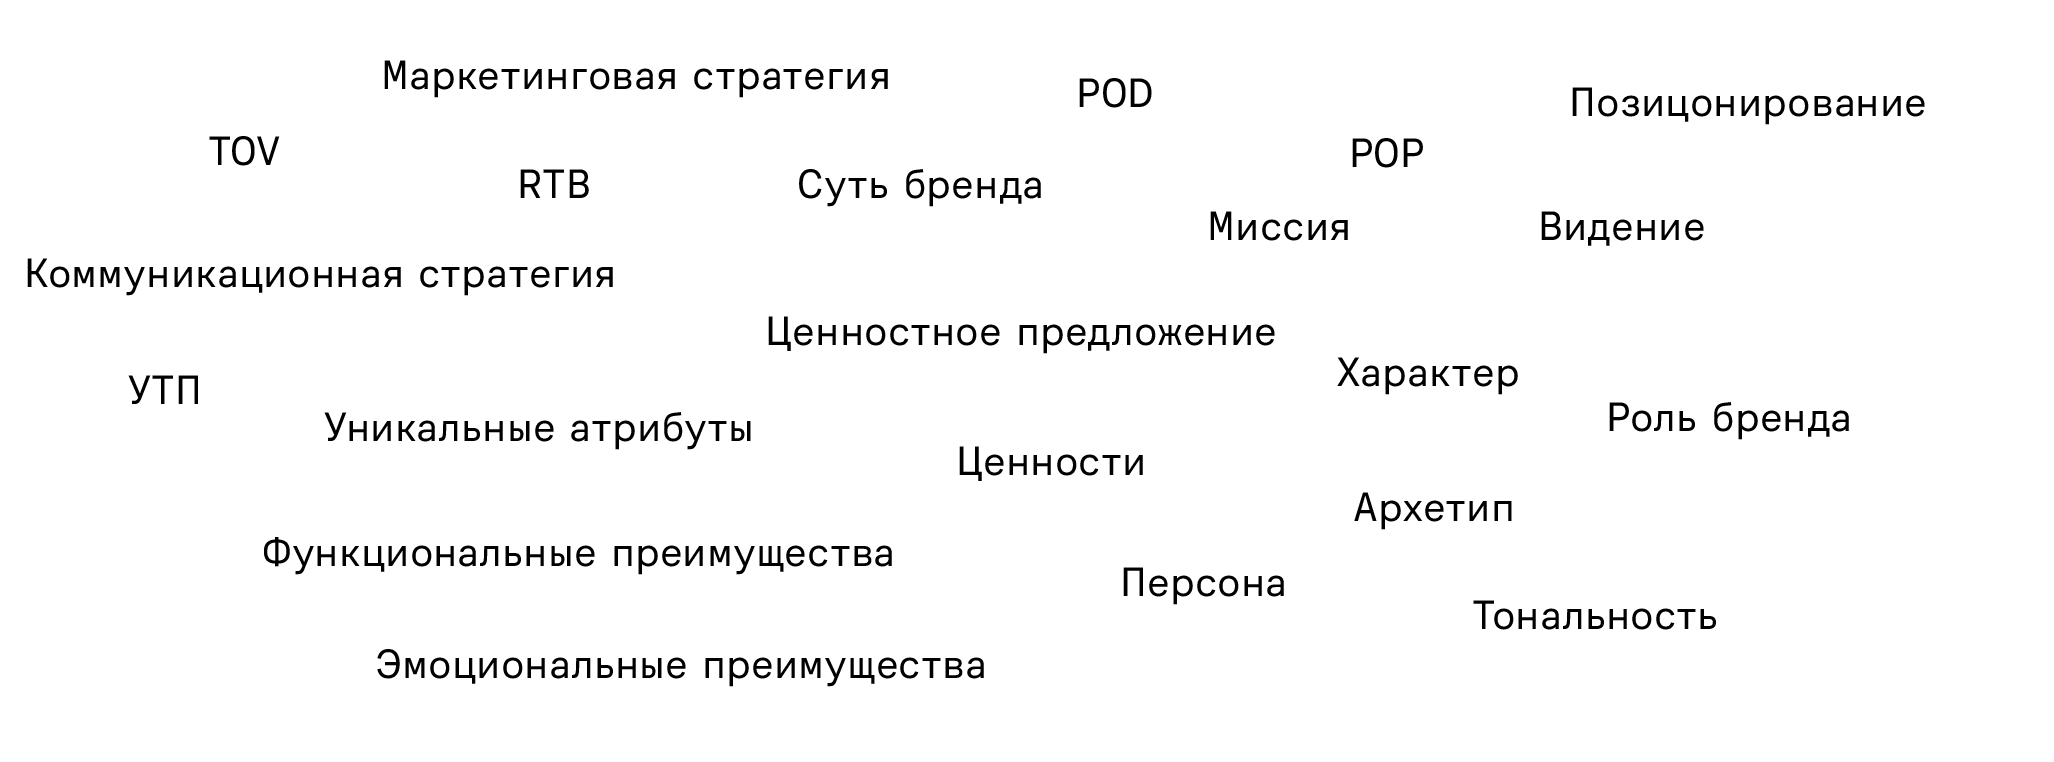 Маркетинговая стратегия
POD
Позицонирование
TOV
POP
RTB
Суть бренда
Миссия
Видение
Коммуникационная стратегия
Ценностное предложение
Характер
УТП
Роль бренда
Уникальные атрибуты
Ценности
Архетип
Функциональные преимущества
Персона
Тональность
Эмоциональные преимущества